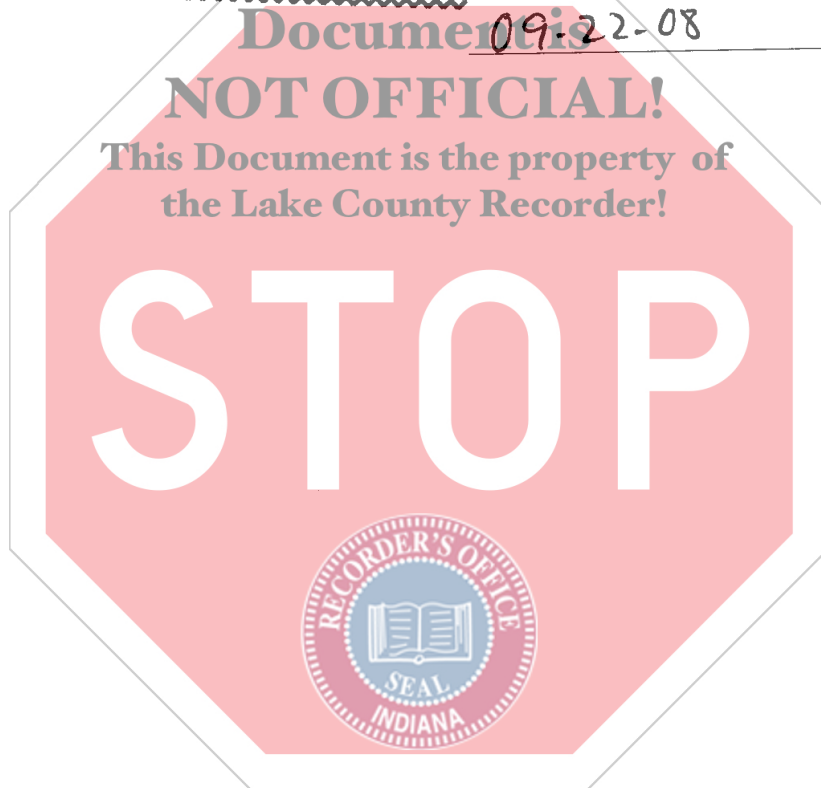 Document is
09-22-08
NOT OFFICIAL!
This Document is the property of
the Lake County Recorder!
STOP
RECORDER'S OFFICE
SEAL
INDIANA